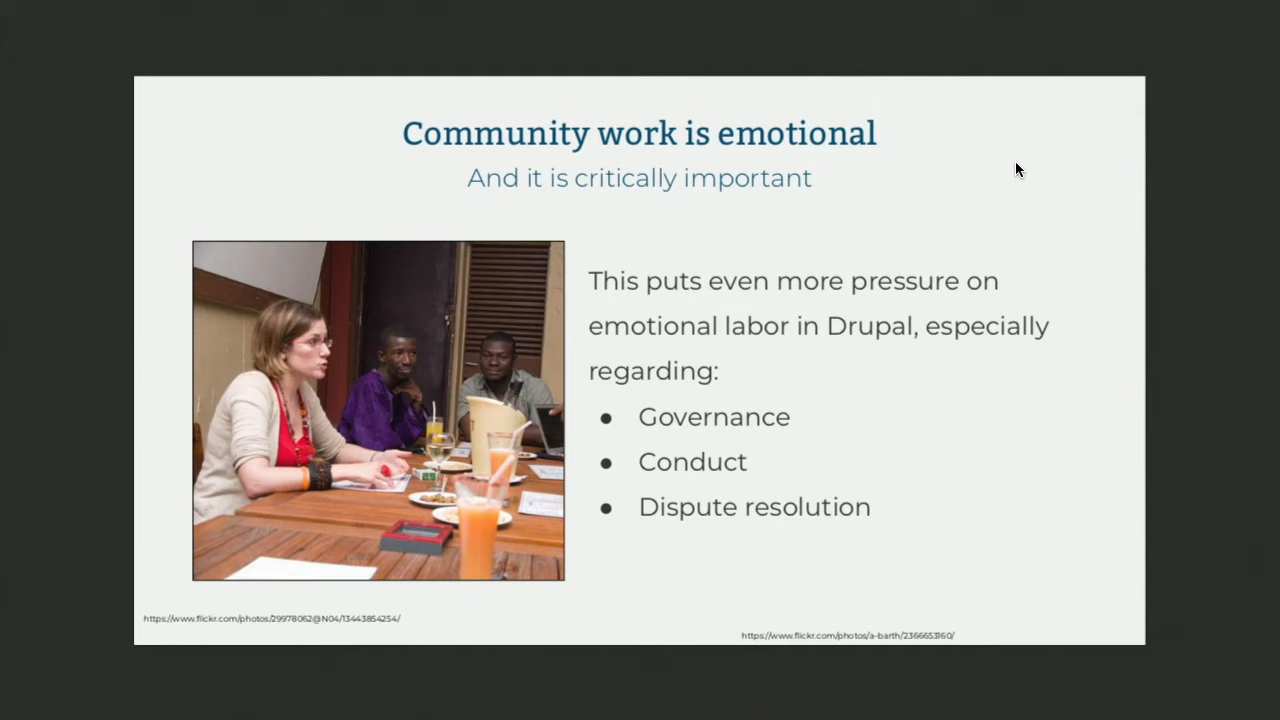 Community work is emotional
And it is critically important
This puts even more pressure on
emotional labor in Drupal, especially
regarding:
● Governance
● Conduct
● Dispute resolution
https://www.flickr.com/photos/29978062@N04/13443854254/
https://www.flickr.com/photos/a-barth/2366653160/